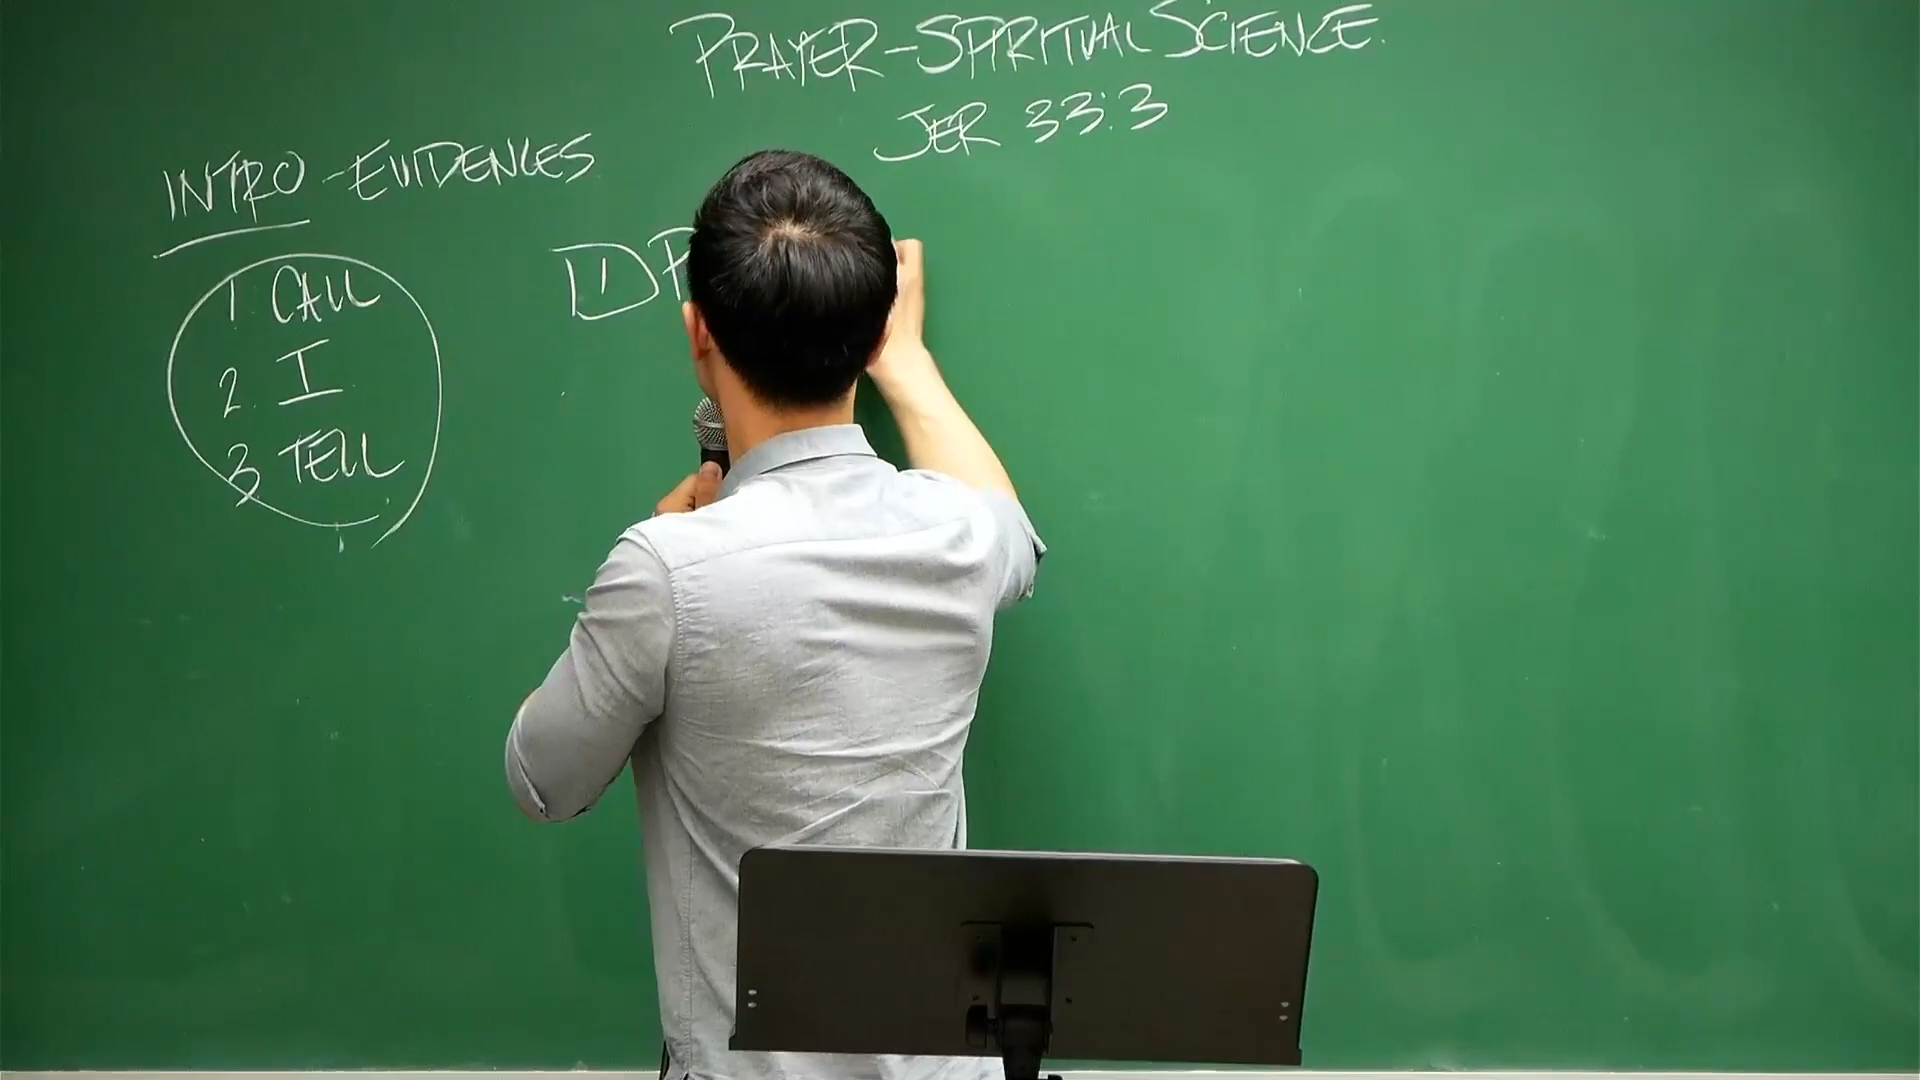 PRAYER-SPIRITUAL SCIENCE.
JER 33:3
INTRO-EVIDENCES
1. CALL
2. I
3 TELL
1)